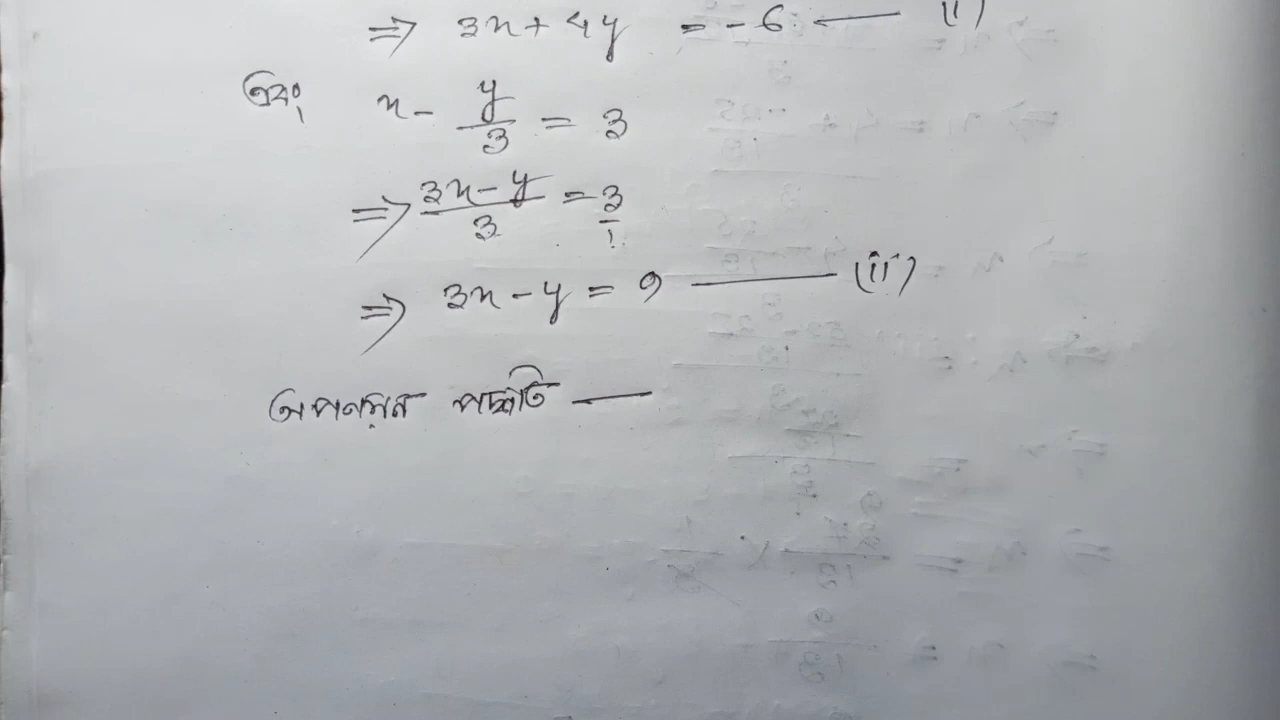 ⇒ 3x + 4y = -6 —— (i)
এবং, x - y/3 = 3
⇒ (3x - y)/3 = 3/1
⇒ 3x - y = 9 —— (ii)
অপনয়ন পদ্ধতি —